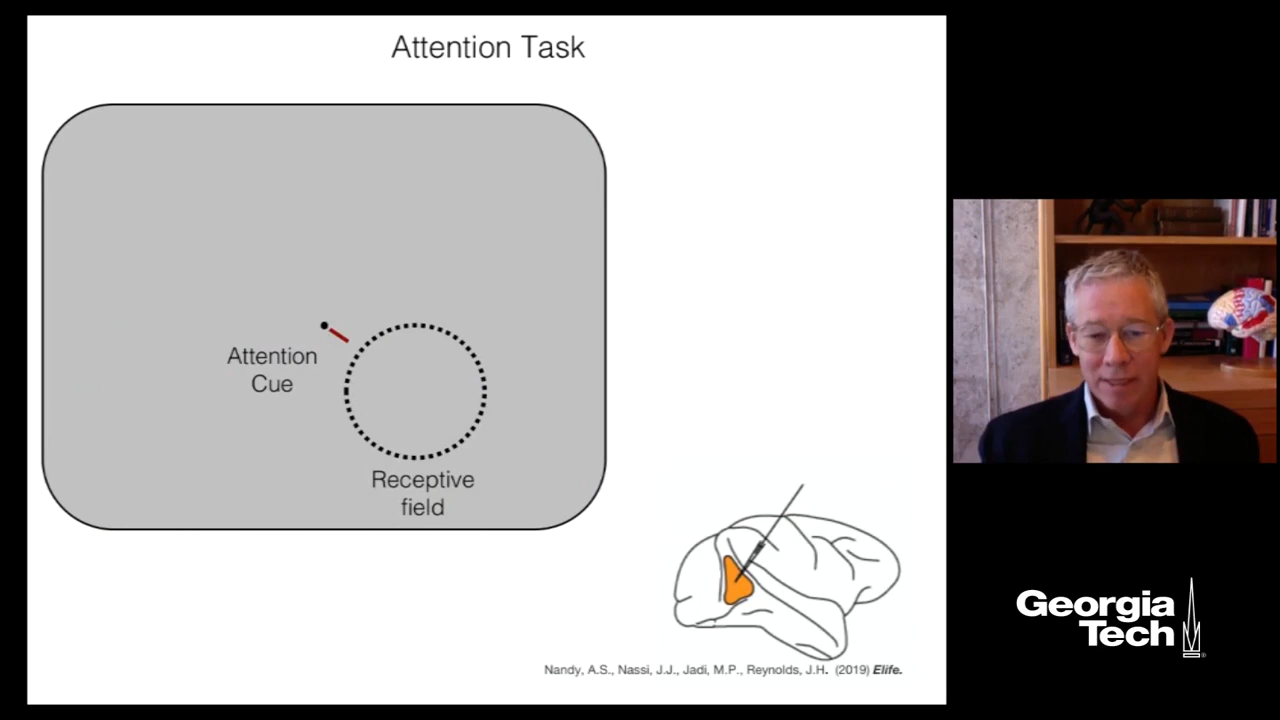 Attention Task
Attention
Cue
Receptive
field
Nandy, A.S., Nassi, J.J., Jadi, M.P., Reynolds, J.H. (2019) Elife.
Georgia
Tech